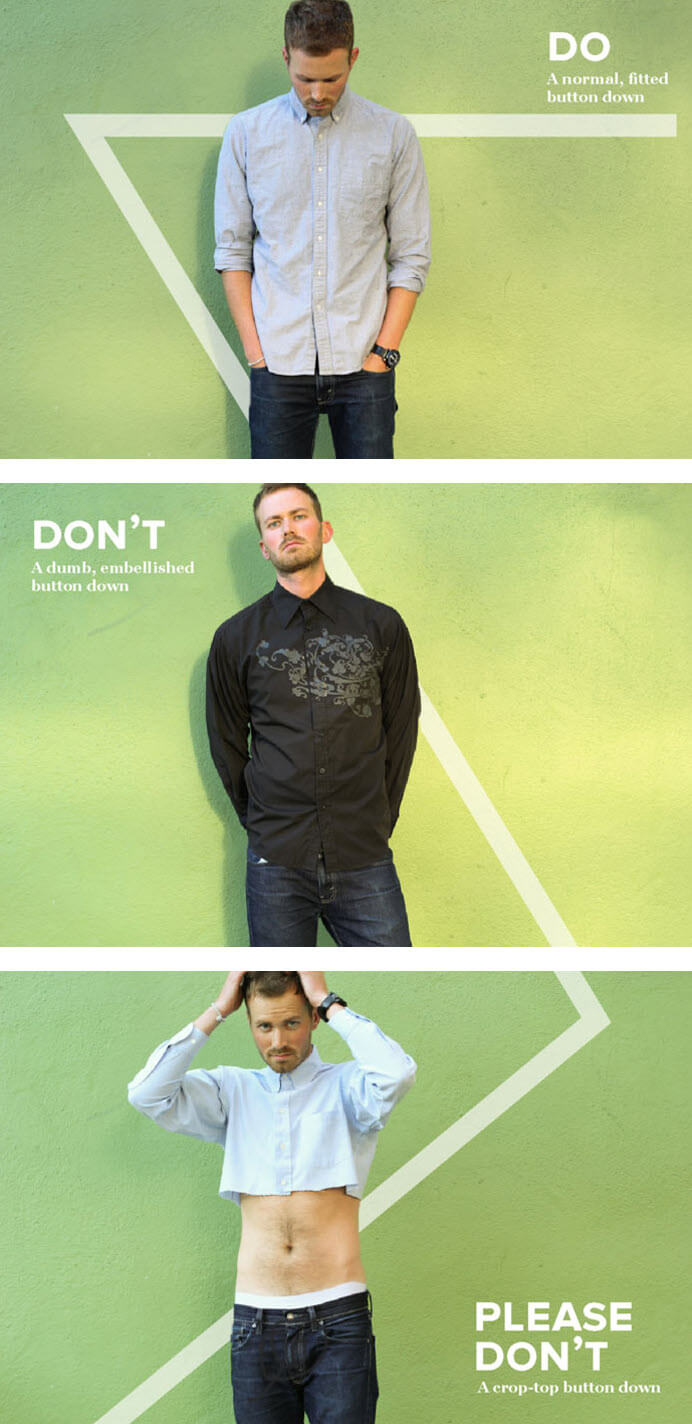 DO
A normal, fitted
button down
DON'T
A dumb, embellished
button down
PLEASE
DON'T
A crop-top button down